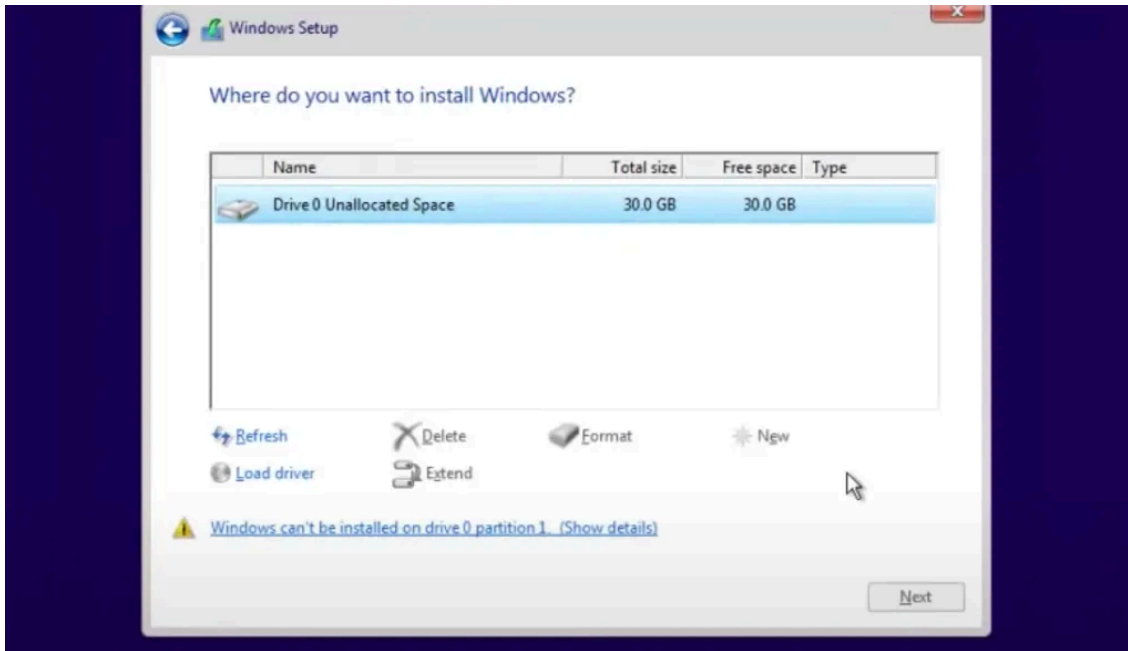 Windows Setup
Where do you want to install Windows?
Name Total size Free space Type
Drive 0 Unallocated Space 30.0 GB 30.0 GB
Refresh Delete Format New
Load driver Extend
Windows can't be installed on drive 0 partition 1. (Show details)
Next